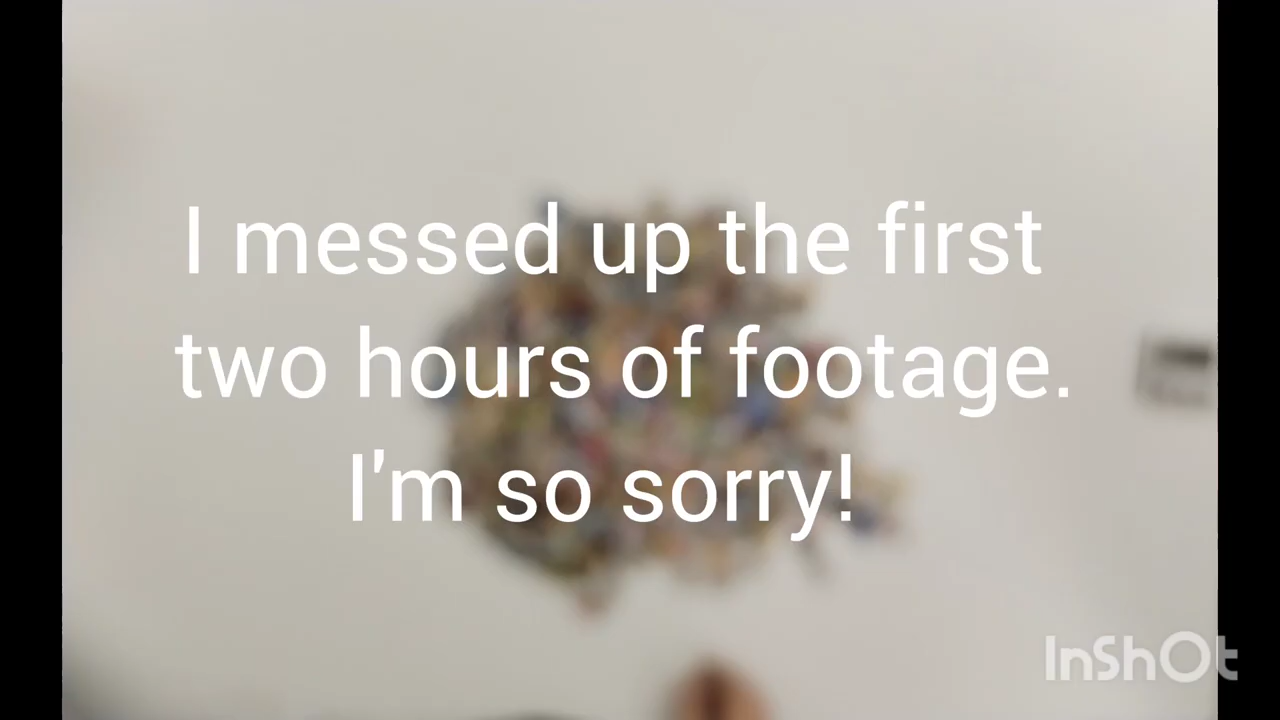 I messed up the first
two hours of footage.
I'm so sorry!
InShOt